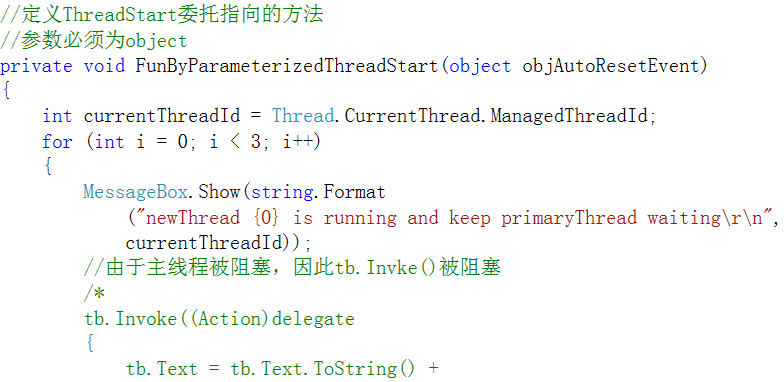 //定义ThreadStart委托指向的方法
//参数必须为object
private void FunByParameterizedThreadStart(object objAutoResetEvent)
{
    int currentThreadId = Thread.CurrentThread.ManagedThreadId;
    for (int i = 0; i < 3; i++)
    {
        MessageBox.Show(string.Format
            ("newThread {0} is running and keep primaryThread waiting\r\n",
            currentThreadId));
        //由于主线程被阻塞，因此tb.Invke()被阻塞
        /*
        tb.Invoke((Action)delegate
        {
            tb.Text = tb.Text.ToString() +